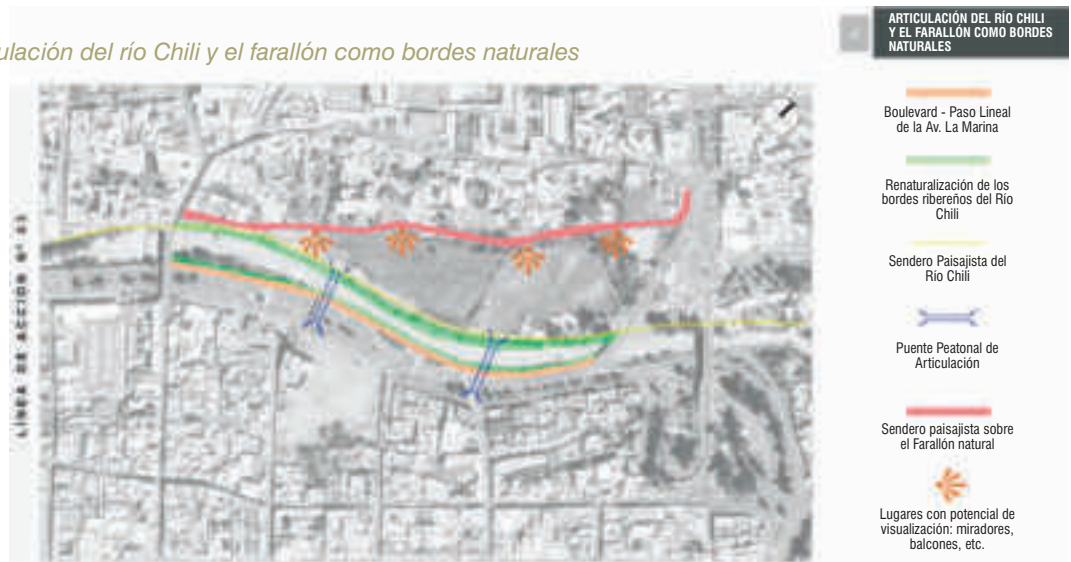 ulación del río Chili y el farallón como bordes naturales
ARTICULACIÓN DEL RÍO CHILI
Y EL FARALLÓN COMO BORDES
NATURALES
Boulevard - Paso Lineal
de la Av. La Marina
Renaturalización de los
bordes ribereños del Río
Chili
Sendero Paisajista del
Río Chili
Puente Peatonal de
Articulación
Sendero paisajista sobre
el Farallón natural
Lugares con potencial de
visualización: miradores,
balcones, etc.
LÍNEA DE ACCIÓN